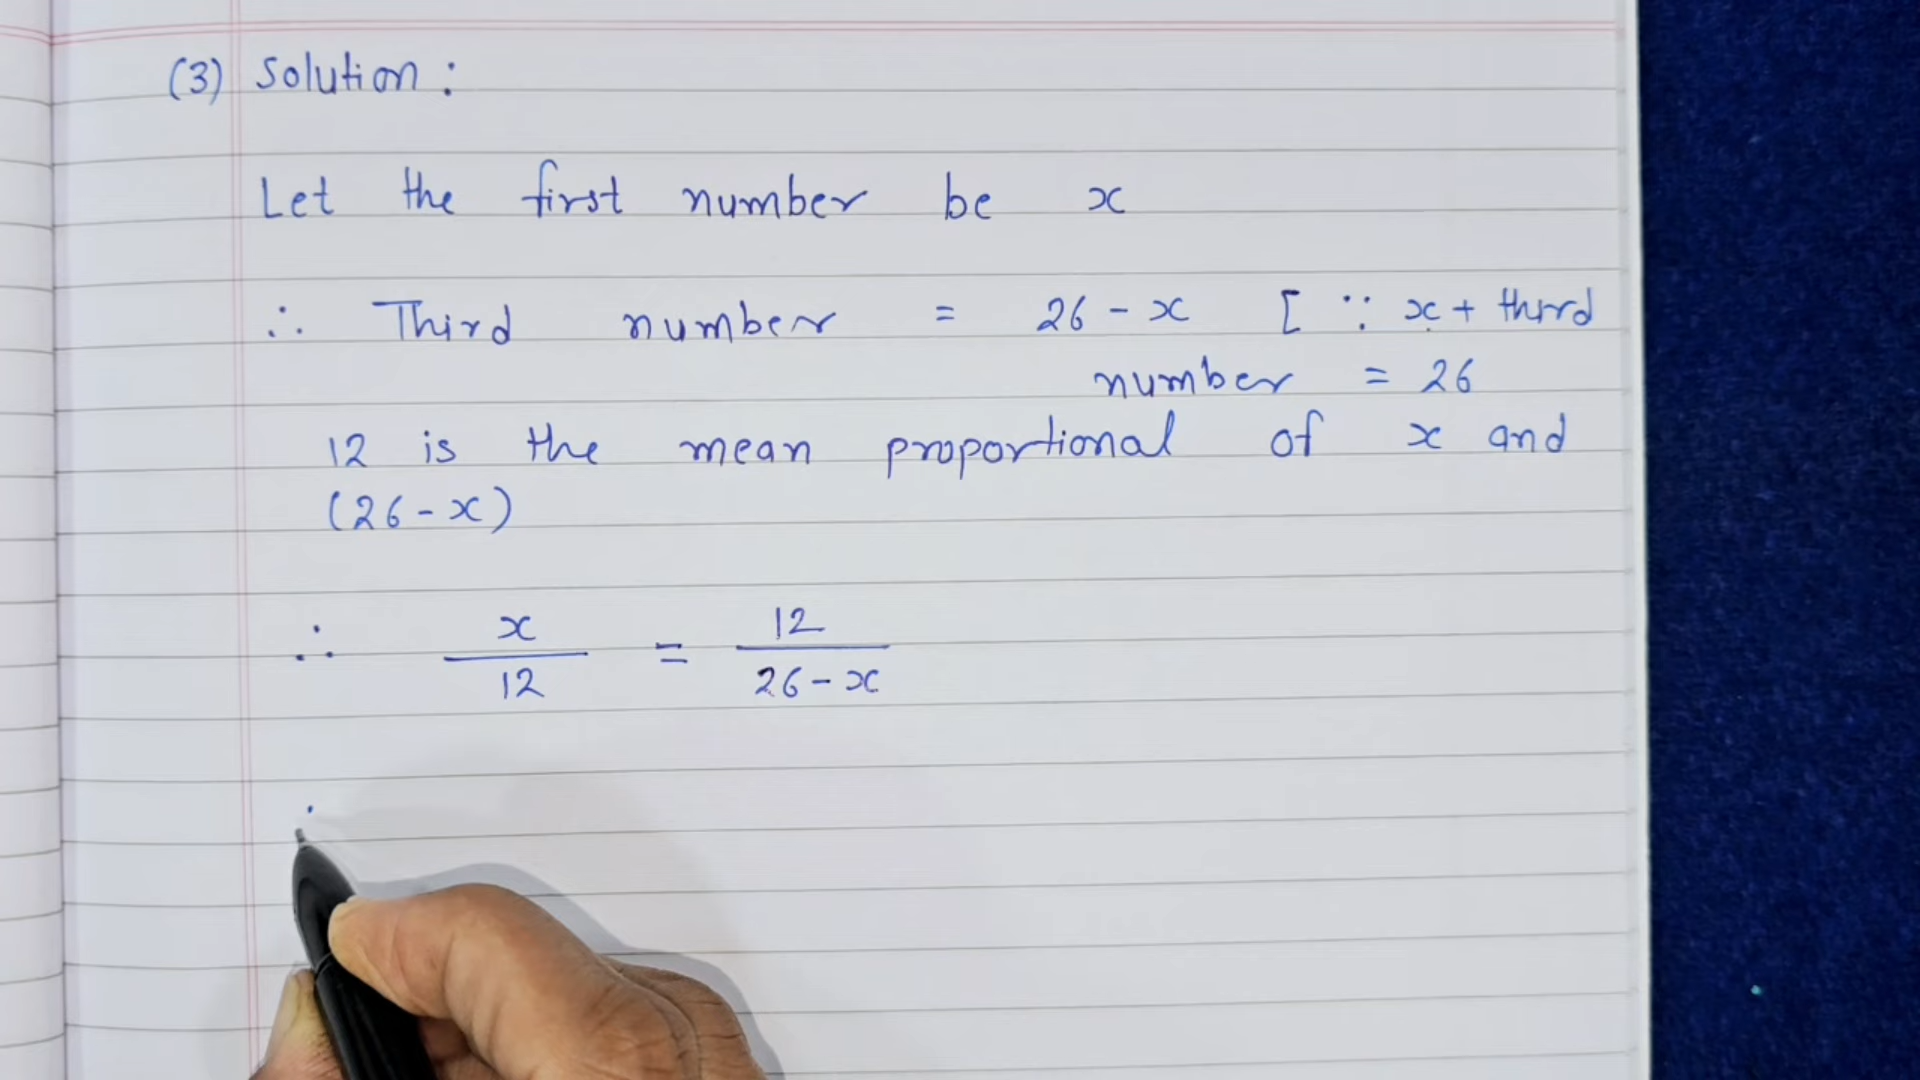 (3) Solution :
Let the first number be x
∴ Third number = 26 - x [ ∵ x + third
number = 26
12 is the mean proportional of x and
(26 - x)
∴ x/12 = 12/26 - x